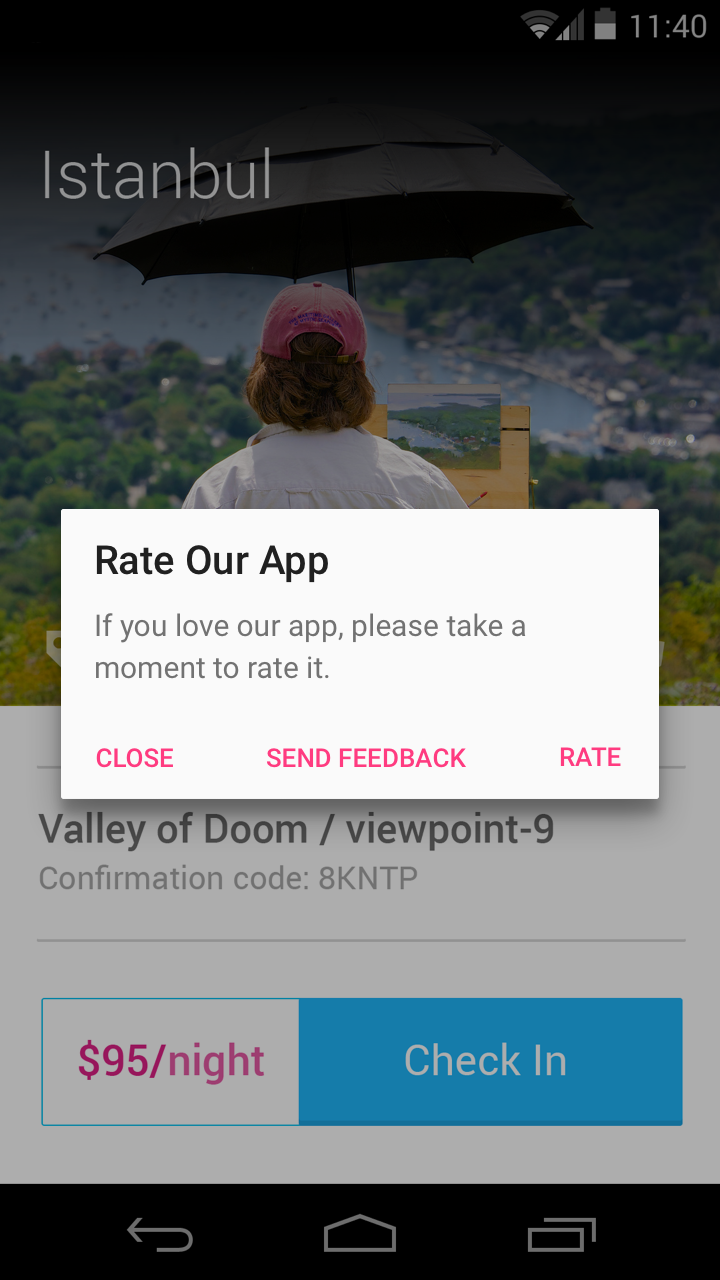 11:40
Istanbul
Rate Our App
If you love our app, please take a
moment to rate it.
CLOSE SEND FEEDBACK RATE
Valley of Doom / viewpoint-9
Confirmation code: 8KNTP
$95/night Check In